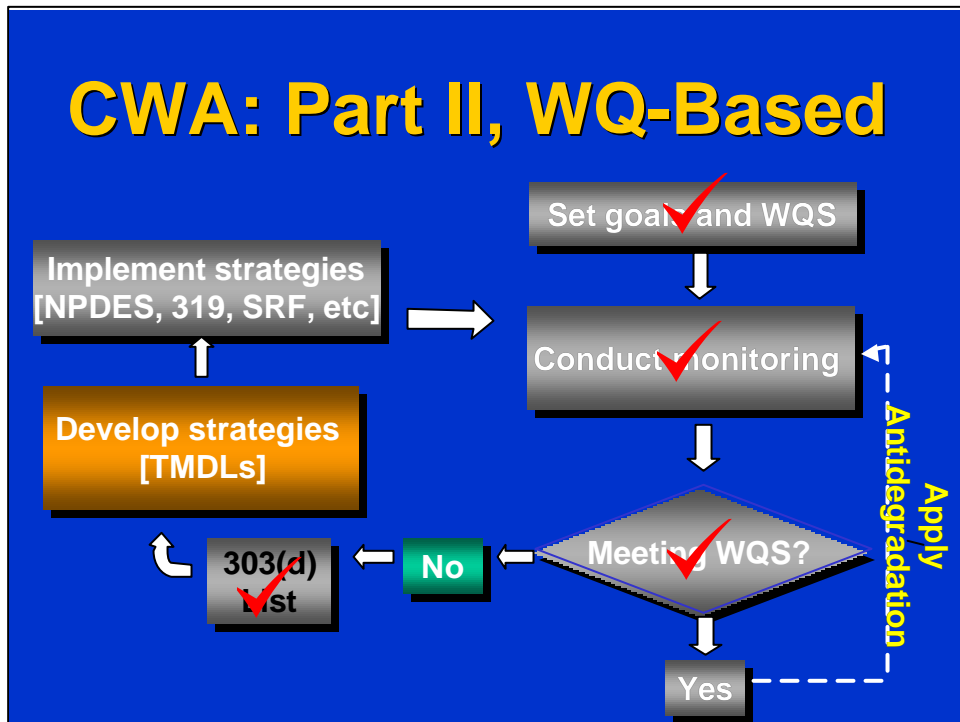 CWA: Part II, WQ-Based
Set goals and WQS
Implement strategies
[NPDES, 319, SRF, etc]
Conduct monitoring
Develop strategies
[TMDLs]
Meeting WQS?
No
303(d)
List
Yes
Apply
Antidegradation